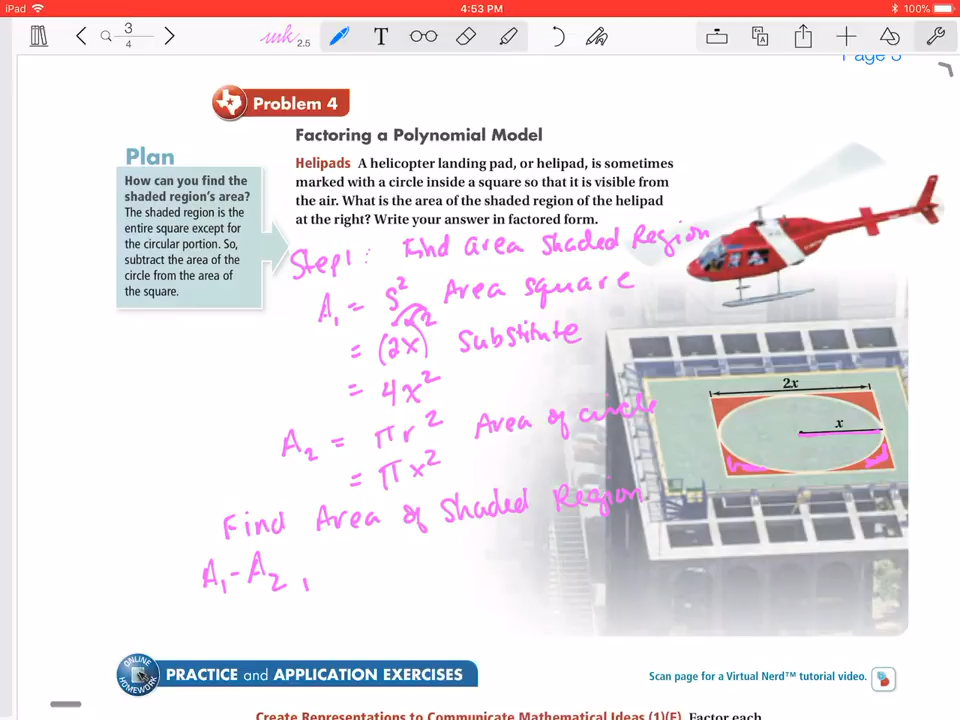 iPad
4:53 PM
100%
3
4
2.5
T
Page 3
Problem 4
Factoring a Polynomial Model
Plan
How can you find the
shaded region's area?
The shaded region is the
entire square except for
the circular portion. So,
subtract the area of the
circle from the area of
the square.
Helipads A helicopter landing pad, or helipad, is sometimes
marked with a circle inside a square so that it is visible from
the air. What is the area of the shaded region of the helipad
at the right? Write your answer in factored form.
Step 1: Find area Shaded Region
A₁ = S² Area square
= (2x)² Substitute
= 4x²
A₂ = πr² Area of circle
= πx²
2x
x
Find Area of Shaded Region
A₁ - A₂
ONLINE
HOMEWORK
PRACTICE and APPLICATION EXERCISES
Scan page for a Virtual Nerd™ tutorial video.
Create Representations to Communicate Mathematical Ideas (1)(E) Factor each